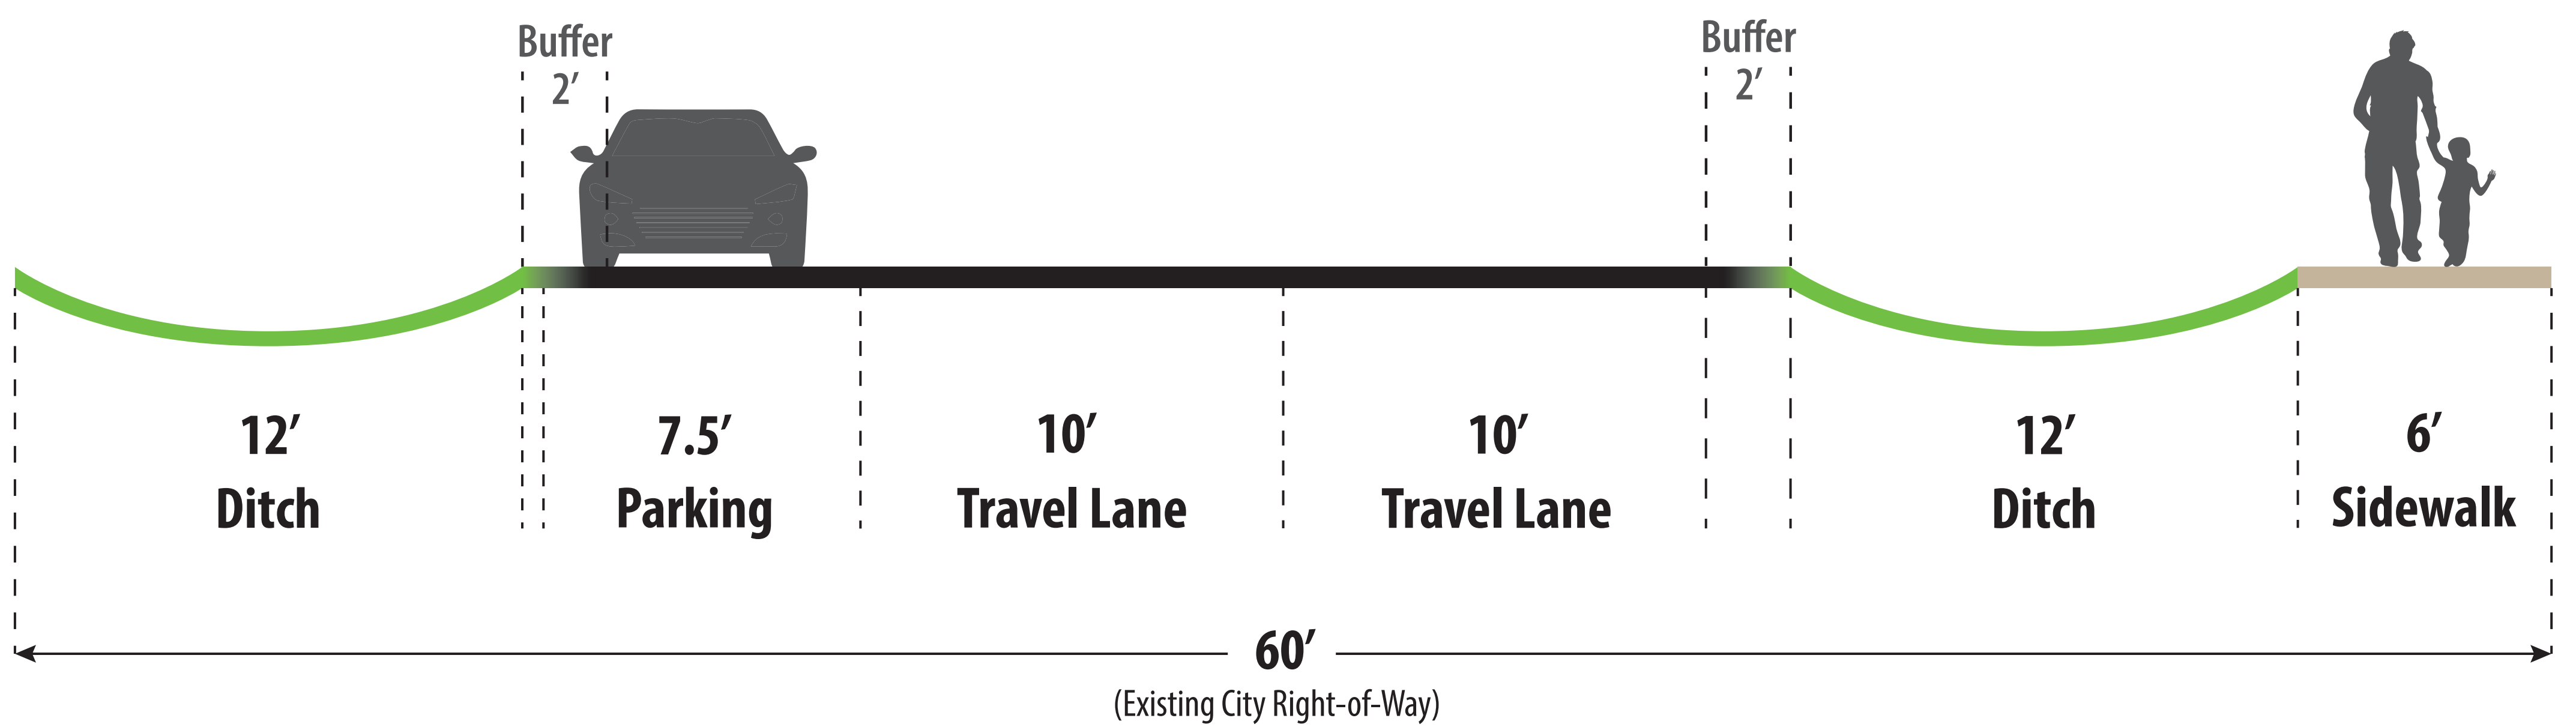 Buffer
2’
Buffer
2’
12’
Ditch
7.5’
Parking
10’
Travel Lane
10’
Travel Lane
12’
Ditch
6’
Sidewalk
60’
(Existing City Right-of-Way)